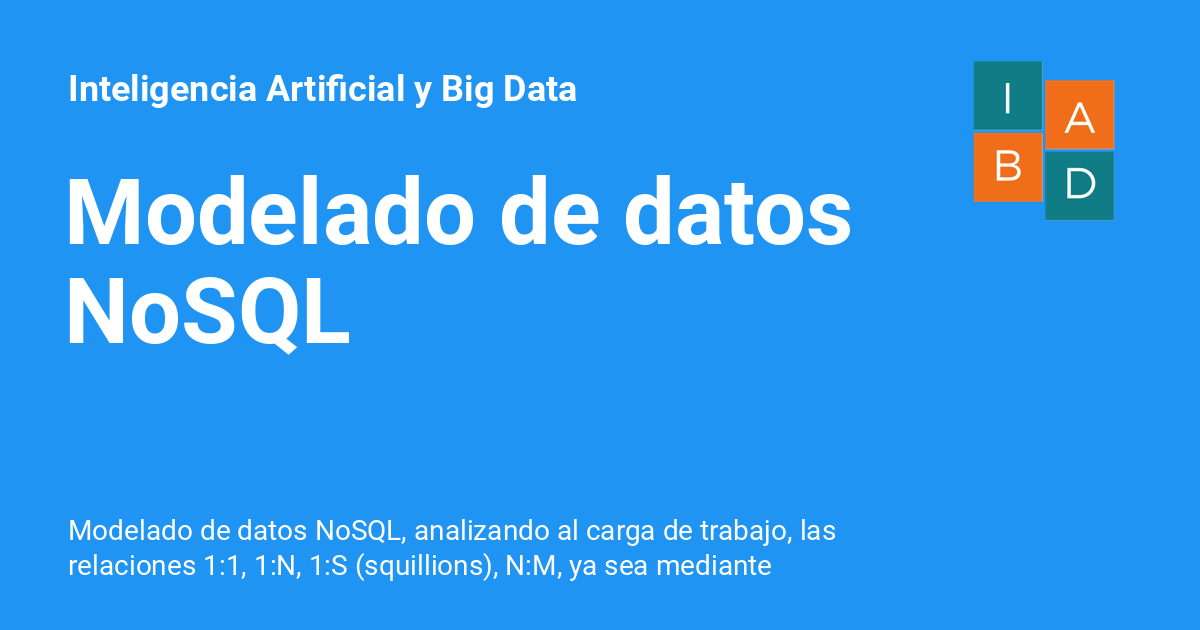 Inteligencia Artificial y Big Data
I
A
B
D
Modelado de datos
NoSQL
Modelado de datos NoSQL, analizando al carga de trabajo, las
relaciones 1:1, 1:N, 1:S (squillions), N:M, ya sea mediante